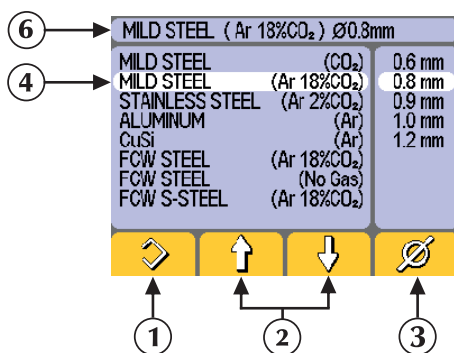 MILD STEEL ( Ar 18%CO₂ ) Ø0.8mm
MILD STEEL (CO₂) 0.6 mm
MILD STEEL (Ar 18%CO₂) 0.8 mm
STAINLESS STEEL (Ar 2%CO₂) 0.9 mm
ALUMINUM (Ar) 1.0 mm
CuSi (Ar) 1.2 mm
FCW STEEL (Ar 18%CO₂)
FCW STEEL (No Gas)
FCW S-STEEL (Ar 18%CO₂)
6
4
1 2 3